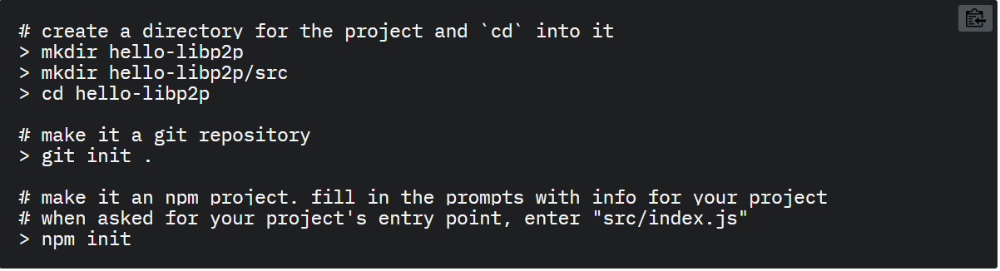 # create a directory for the project and `cd` into it
> mkdir hello-libp2p
> mkdir hello-libp2p/src
> cd hello-libp2p

# make it a git repository
> git init .

# make it an npm project. fill in the prompts with info for your project
# when asked for your project's entry point, enter "src/index.js"
> npm init